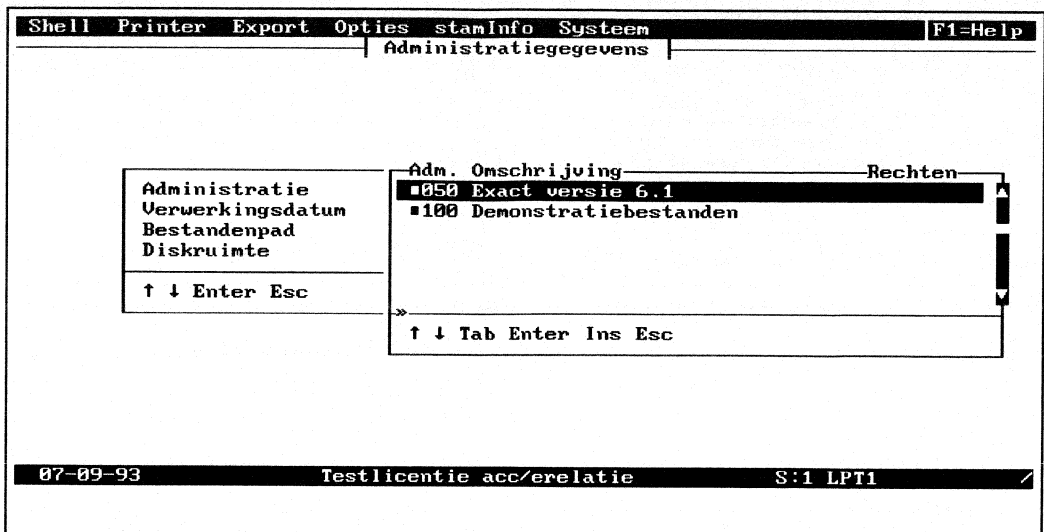 Shell Printer Export Opties stamInfo Systeem F1=Help
Administratiegegevens
Administratie
Verwerkingsdatum
Bestandenpad
Diskruimte
↑ ↓ Enter Esc
Adm. Omschrijving Rechten
■050 Exact versie 6.1
■100 Demonstratiebestanden
»
↑ ↓ Tab Enter Ins Esc
07-09-93 Testlicentie acc/erelatie S:1 LPT1 /